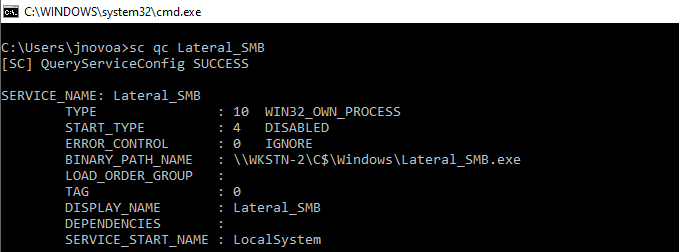 C:\WINDOWS\system32\cmd.exe
C:\Users\jnovoa>sc qc Lateral_SMB
[SC] QueryServiceConfig SUCCESS
SERVICE_NAME: Lateral_SMB
        TYPE               : 10  WIN32_OWN_PROCESS
        START_TYPE         : 4   DISABLED
        ERROR_CONTROL      : 0   IGNORE
        BINARY_PATH_NAME   : \\WKSTN-2\C$\Windows\Lateral_SMB.exe
        LOAD_ORDER_GROUP   :
        TAG                : 0
        DISPLAY_NAME       : Lateral_SMB
        DEPENDENCIES       :
        SERVICE_START_NAME : LocalSystem